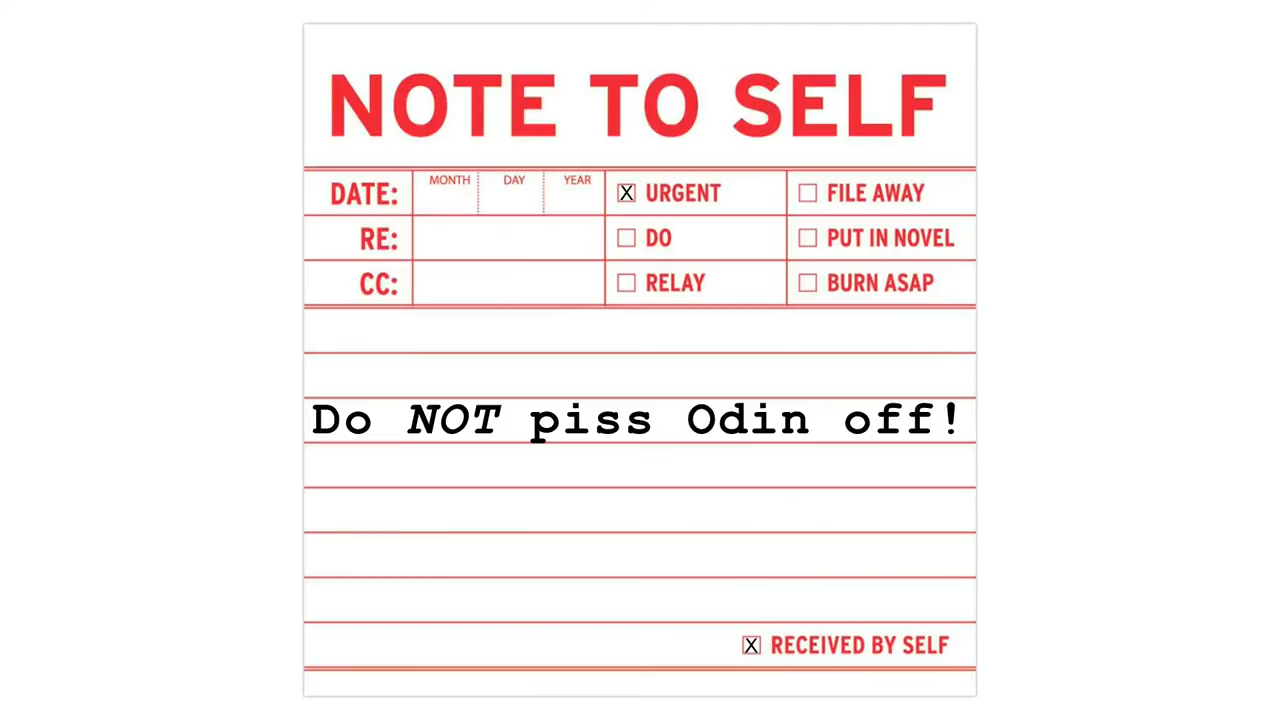 NOTE TO SELF
DATE: MONTH DAY YEAR X URGENT FILE AWAY
RE: DO PUT IN NOVEL
CC: RELAY BURN ASAP
Do NOT piss Odin off!
X RECEIVED BY SELF